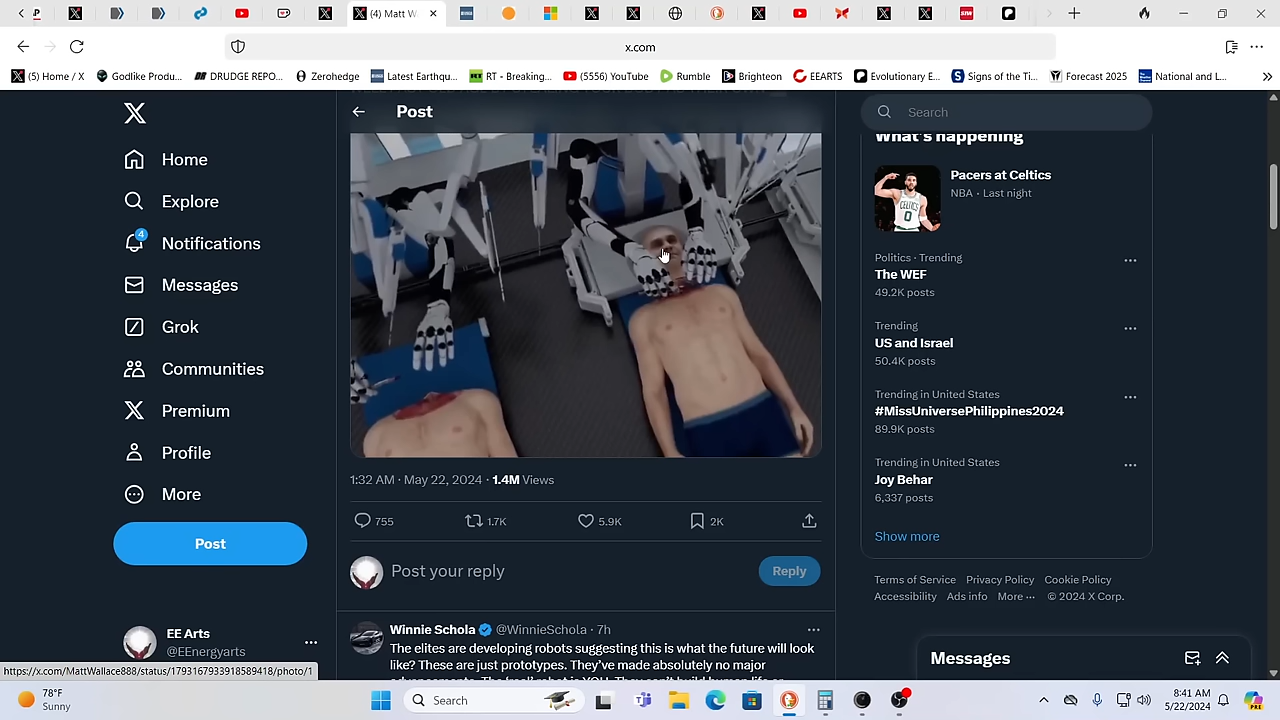 (4) Matt W
SIW
x.com
(5) Home / X
Godlike Produ...
DRUDGE REPO...
Zerohedge
Latest Earthqu...
RT - Breaking...
(5556) YouTube
Rumble
Brighteon
EEARTS
Evolutionary E...
Signs of the Ti...
Forecast 2025
National and L...
Post
Search
Home
Explore
4
Notifications
Messages
Grok
Communities
Premium
Profile
More
Post
EE Arts
@EEnergyarts
1:32 AM · May 22, 2024 · 1.4M Views
755
1.7K
5.9K
2K
Post your reply
Reply
Winnie Schola @WinnieSchola · 7h
The elites are developing robots suggesting this is what the future will look
like? These are just prototypes. They've made absolutely no major
What's happening
Pacers at Celtics
NBA · Last night
Politics · Trending
The WEF
49.2K posts
Trending
US and Israel
50.4K posts
Trending in United States
#MissUniversePhilippines2024
89.9K posts
Trending in United States
Joy Behar
6,337 posts
Show more
Terms of Service Privacy Policy Cookie Policy
Accessibility Ads info More ··· © 2024 X Corp.
Messages
https://x.com/MattWallace888/status/1793167933918589418/photo/1
78°F
Sunny
Search
8:41 AM
5/22/2024